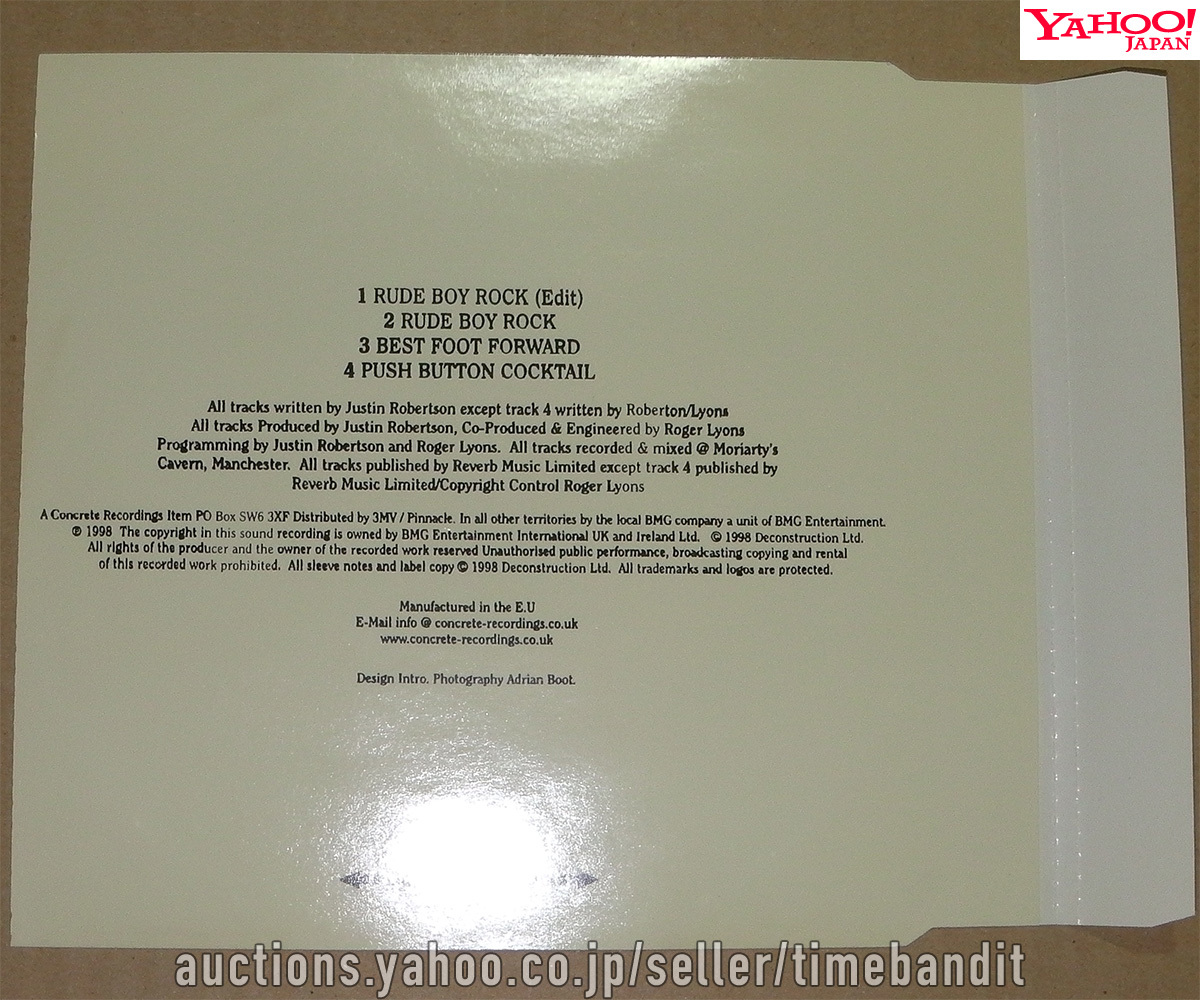 YAHOO!
JAPAN
1 RUDE BOY ROCK (Edit)
2 RUDE BOY ROCK
3 BEST FOOT FORWARD
4 PUSH BUTTON COCKTAIL
All tracks written by Justin Robertson except track 4 written by Roberton/Lyons
All tracks Produced by Justin Robertson, Co-Produced & Engineered by Roger Lyons
Programming by Justin Robertson and Roger Lyons. All tracks recorded & mixed @ Moriarty's
Cavern, Manchester. All tracks published by Reverb Music Limited except track 4 published by
Reverb Music Limited/Copyright Control Roger Lyons
A Concrete Recordings Item PO Box SW6 3XF Distributed by 3MV / Pinnacle. In all other territories by the local BMG company a unit of BMG Entertainment.
℗ 1998 The copyright in this sound recording is owned by BMG Entertainment International UK and Ireland Ltd. © 1998 Deconstruction Ltd.
All rights of the producer and the owner of the recorded work reserved Unauthorised public performance, broadcasting copying and rental
of this recorded work prohibited. All sleeve notes and label copy © 1998 Deconstruction Ltd. All trademarks and logos are protected.
Manufactured in the E.U
E-Mail info @ concrete-recordings.co.uk
www.concrete-recordings.co.uk
Design Intro. Photography Adrian Boot.
auctions.yahoo.co.jp/seller/timebandit